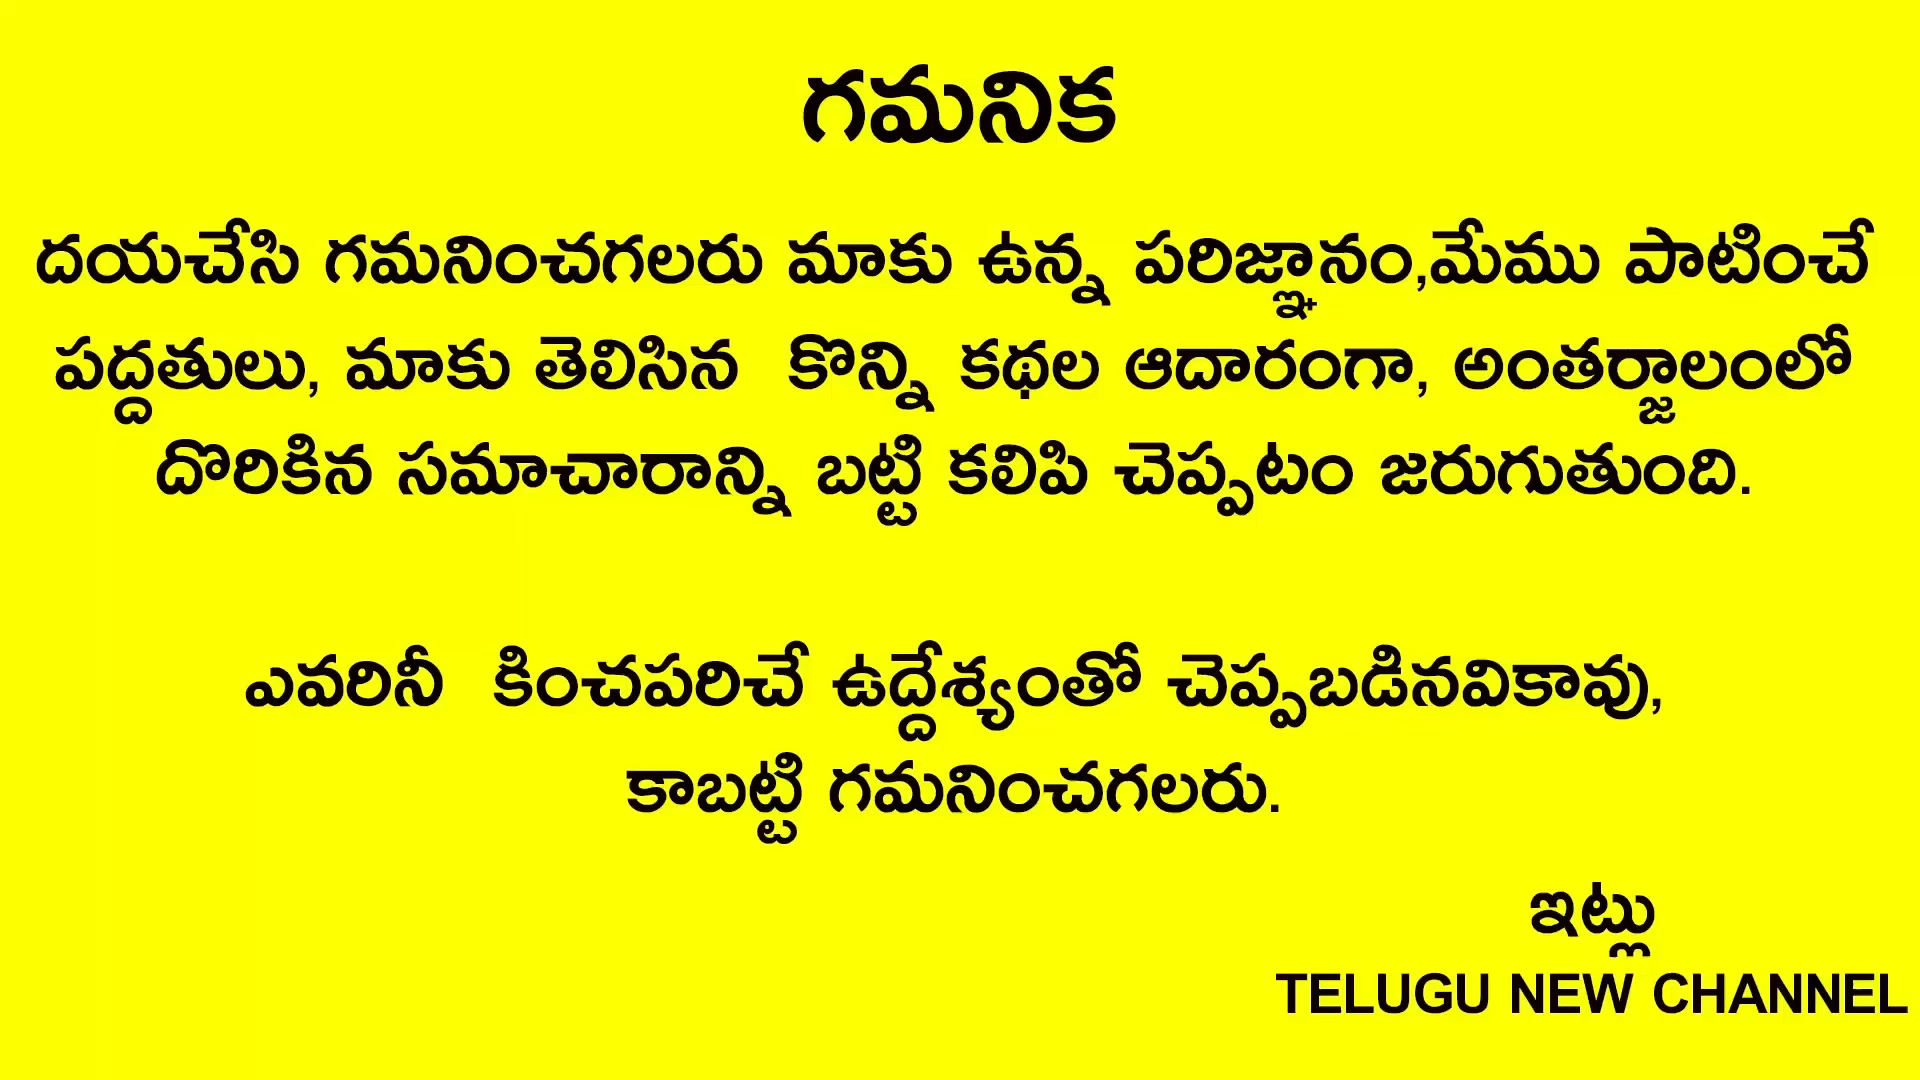 గమనిక
దయచేసి గమనించగలరు మాకు ఉన్న పరిజ్ఞానం,మేము పాటించే
పద్దతులు, మాకు తెలిసిన కొన్ని కథల ఆదారంగా, అంతర్జాలంలో
దొరికిన సమాచారాన్ని బట్టి కలిపి చెప్పటం జరుగుతుంది.
ఎవరినీ కించపరిచే ఉద్దేశ్యంతో చెప్పబడినవికావు,
కాబట్టి గమనించగలరు.
ఇట్లు
TELUGU NEW CHANNEL